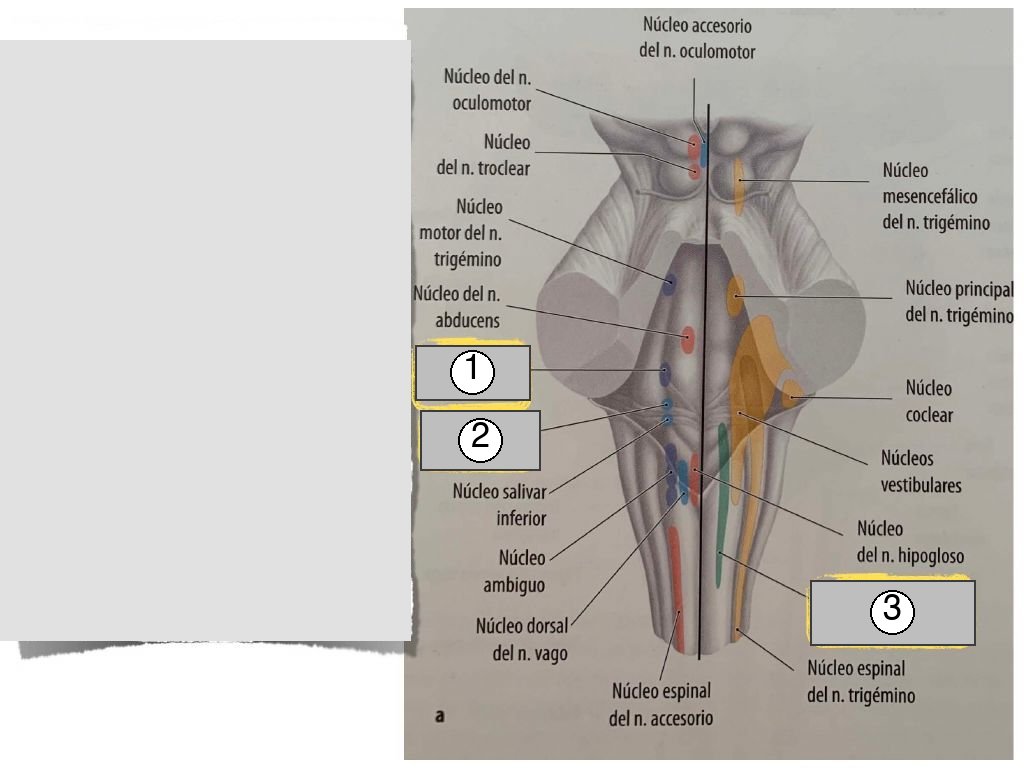 Núcleo accesorio
del n. oculomotor
Núcleo del n.
oculomotor
Núcleo
del n. troclear
Núcleo
motor del n.
trigémino
Núcleo del n.
abducens
1
2
Núcleo salivar
inferior
Núcleo
ambiguo
Núcleo dorsal
del n. vago
Núcleo espinal
del n. accesorio
Núcleo
mesencefálico
del n. trigémino
Núcleo principal
del n. trigémino
Núcleo
coclear
Núcleos
vestibulares
Núcleo
del n. hipogloso
3
Núcleo espinal
del n. trigémino
a